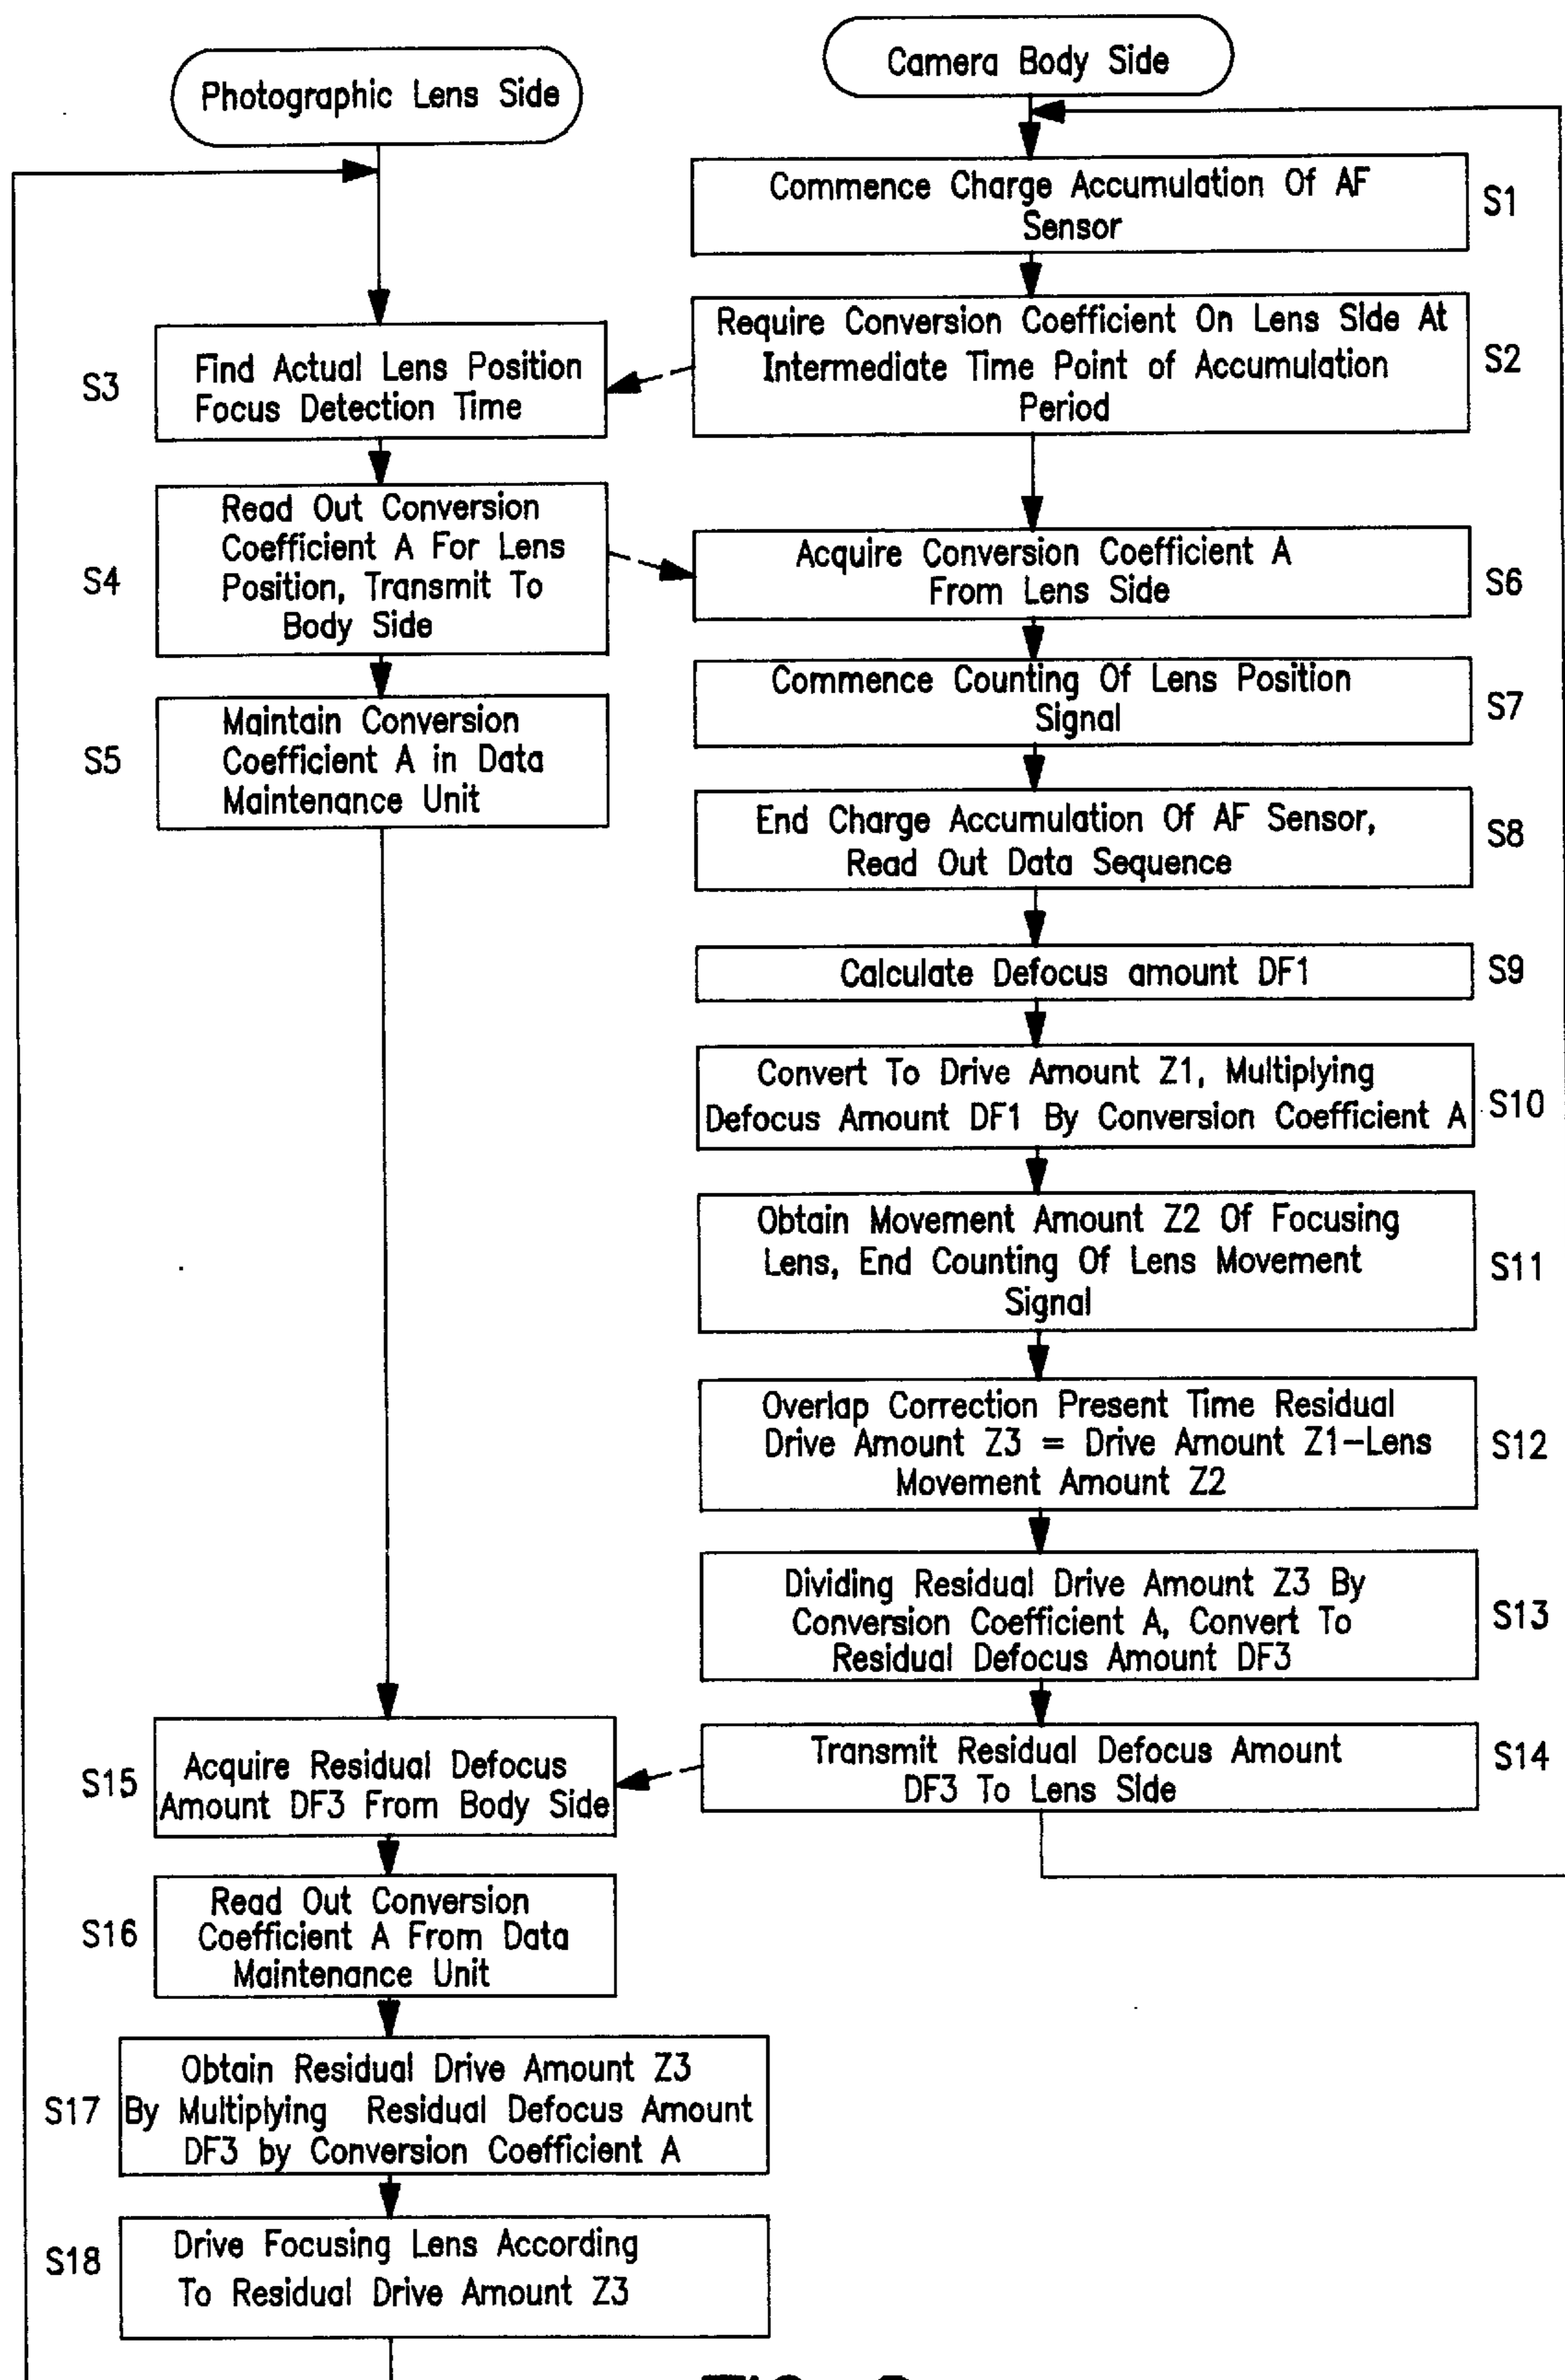 Photographic Lens Side
Camera Body Side
Commence Charge Accumulation Of AF
Sensor
S1
Require Conversion Coefficient On Lens Side At
Intermediate Time Point of Accumulation
Period
S2
S3
Find Actual Lens Position
Focus Detection Time
S4
Read Out Conversion
Coefficient A For Lens
Position, Transmit To
Body Side
S5
Maintain Conversion
Coefficient A in Data
Maintenance Unit
Acquire Conversion Coefficient A
From Lens Side
S6
Commence Counting Of Lens Position
Signal
S7
End Charge Accumulation Of AF Sensor,
Read Out Data Sequence
S8
Calculate Defocus amount DF1
S9
Convert To Drive Amount Z1, Multiplying
Defocus Amount DF1 By Conversion Coefficient A
S10
Obtain Movement Amount Z2 Of Focusing
Lens, End Counting Of Lens Movement
Signal
S11
Overlap Correction Present Time Residual
Drive Amount Z3 = Drive Amount Z1-Lens
Movement Amount Z2
S12
Dividing Residual Drive Amount Z3 By
Conversion Coefficient A, Convert To
Residual Defocus Amount DF3
S13
Transmit Residual Defocus Amount
DF3 To Lens Side
S14
S15
Acquire Residual Defocus
Amount DF3 From Body Side
S16
Read Out Conversion
Coefficient A From Data
Maintenance Unit
S17
Obtain Residual Drive Amount Z3
By Multiplying Residual Defocus Amount
DF3 by Conversion Coefficient A
S18
Drive Focusing Lens According
To Residual Drive Amount Z3